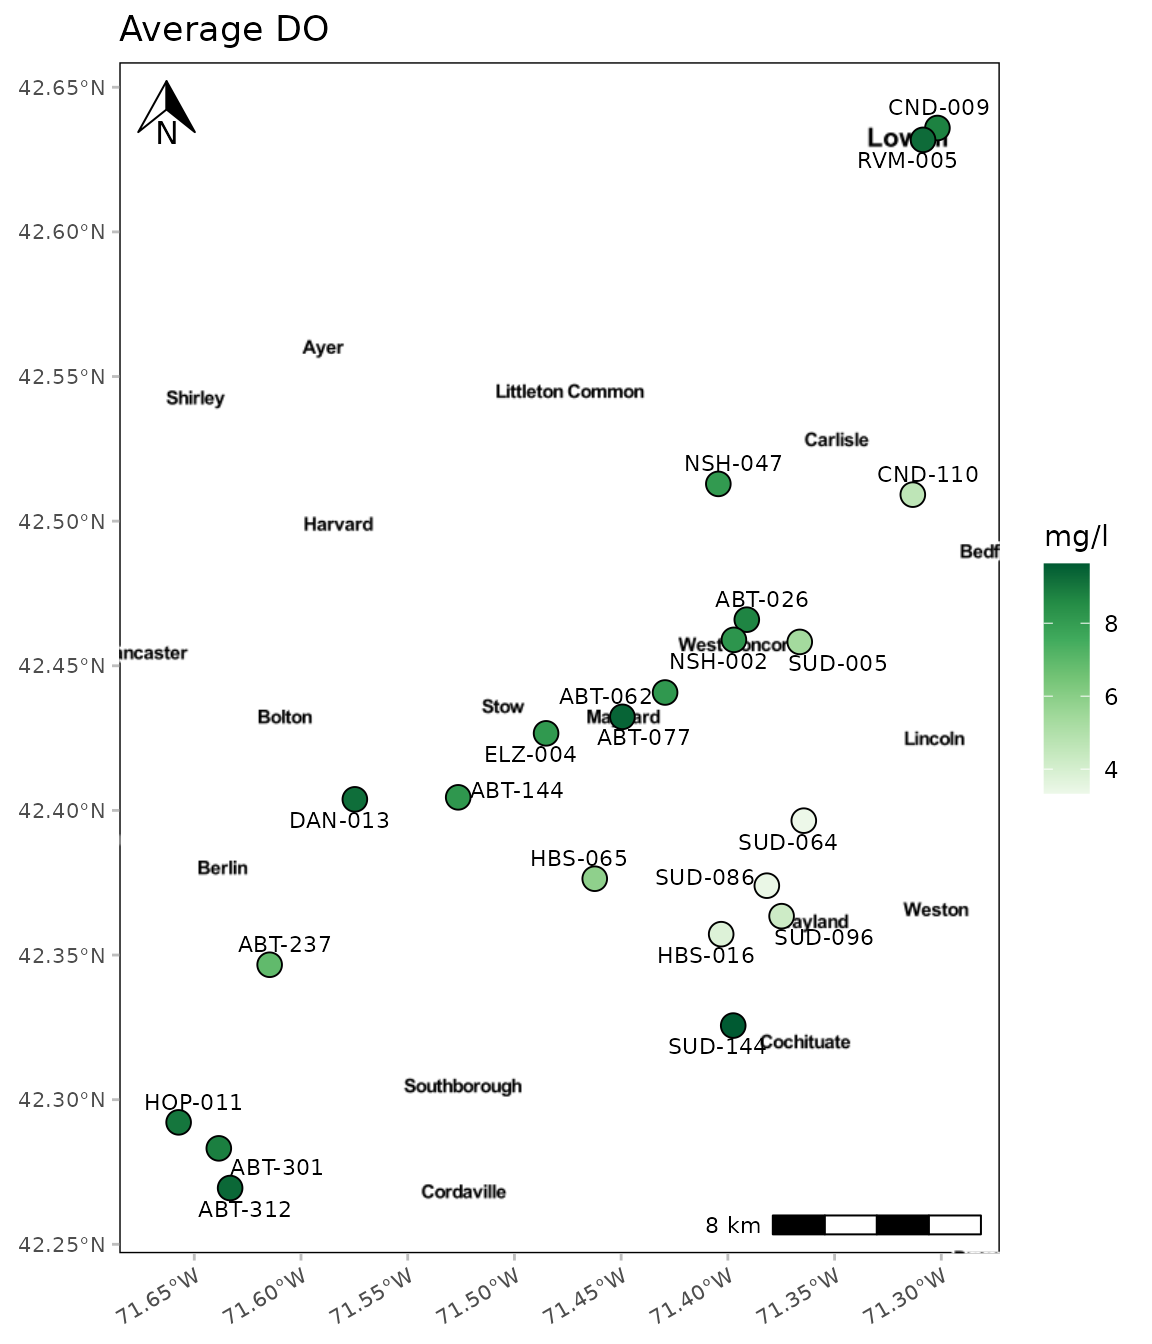 Average DO
42.65°N
N
CND-009
RVM-005
42.60°N
Ayer
42.55°N
Shirley
Littleton Common
Carlisle
NSH-047
CND-110
42.50°N
Harvard
mg/l
Bedf
ABT-026
8
West Concor
ancaster
NSH-002
SUD-005
42.45°N
ABT-062
6
Stow
Bolton
ABT-077
Lincoln
ELZ-004
4
ABT-144
42.40°N
DAN-013
SUD-064
HBS-065
Berlin
SUD-086
Weston
ayland
SUD-096
ABT-237
HBS-016
42.35°N
SUD-144
Cochituate
Southborough
42.30°N
HOP-011
ABT-301
Cordaville
ABT-312
8 km
42.25°N
71.65°W
71.60°W
71.55°W
71.50°W
71.45°W
71.40°W
71.35°W
71.30°W